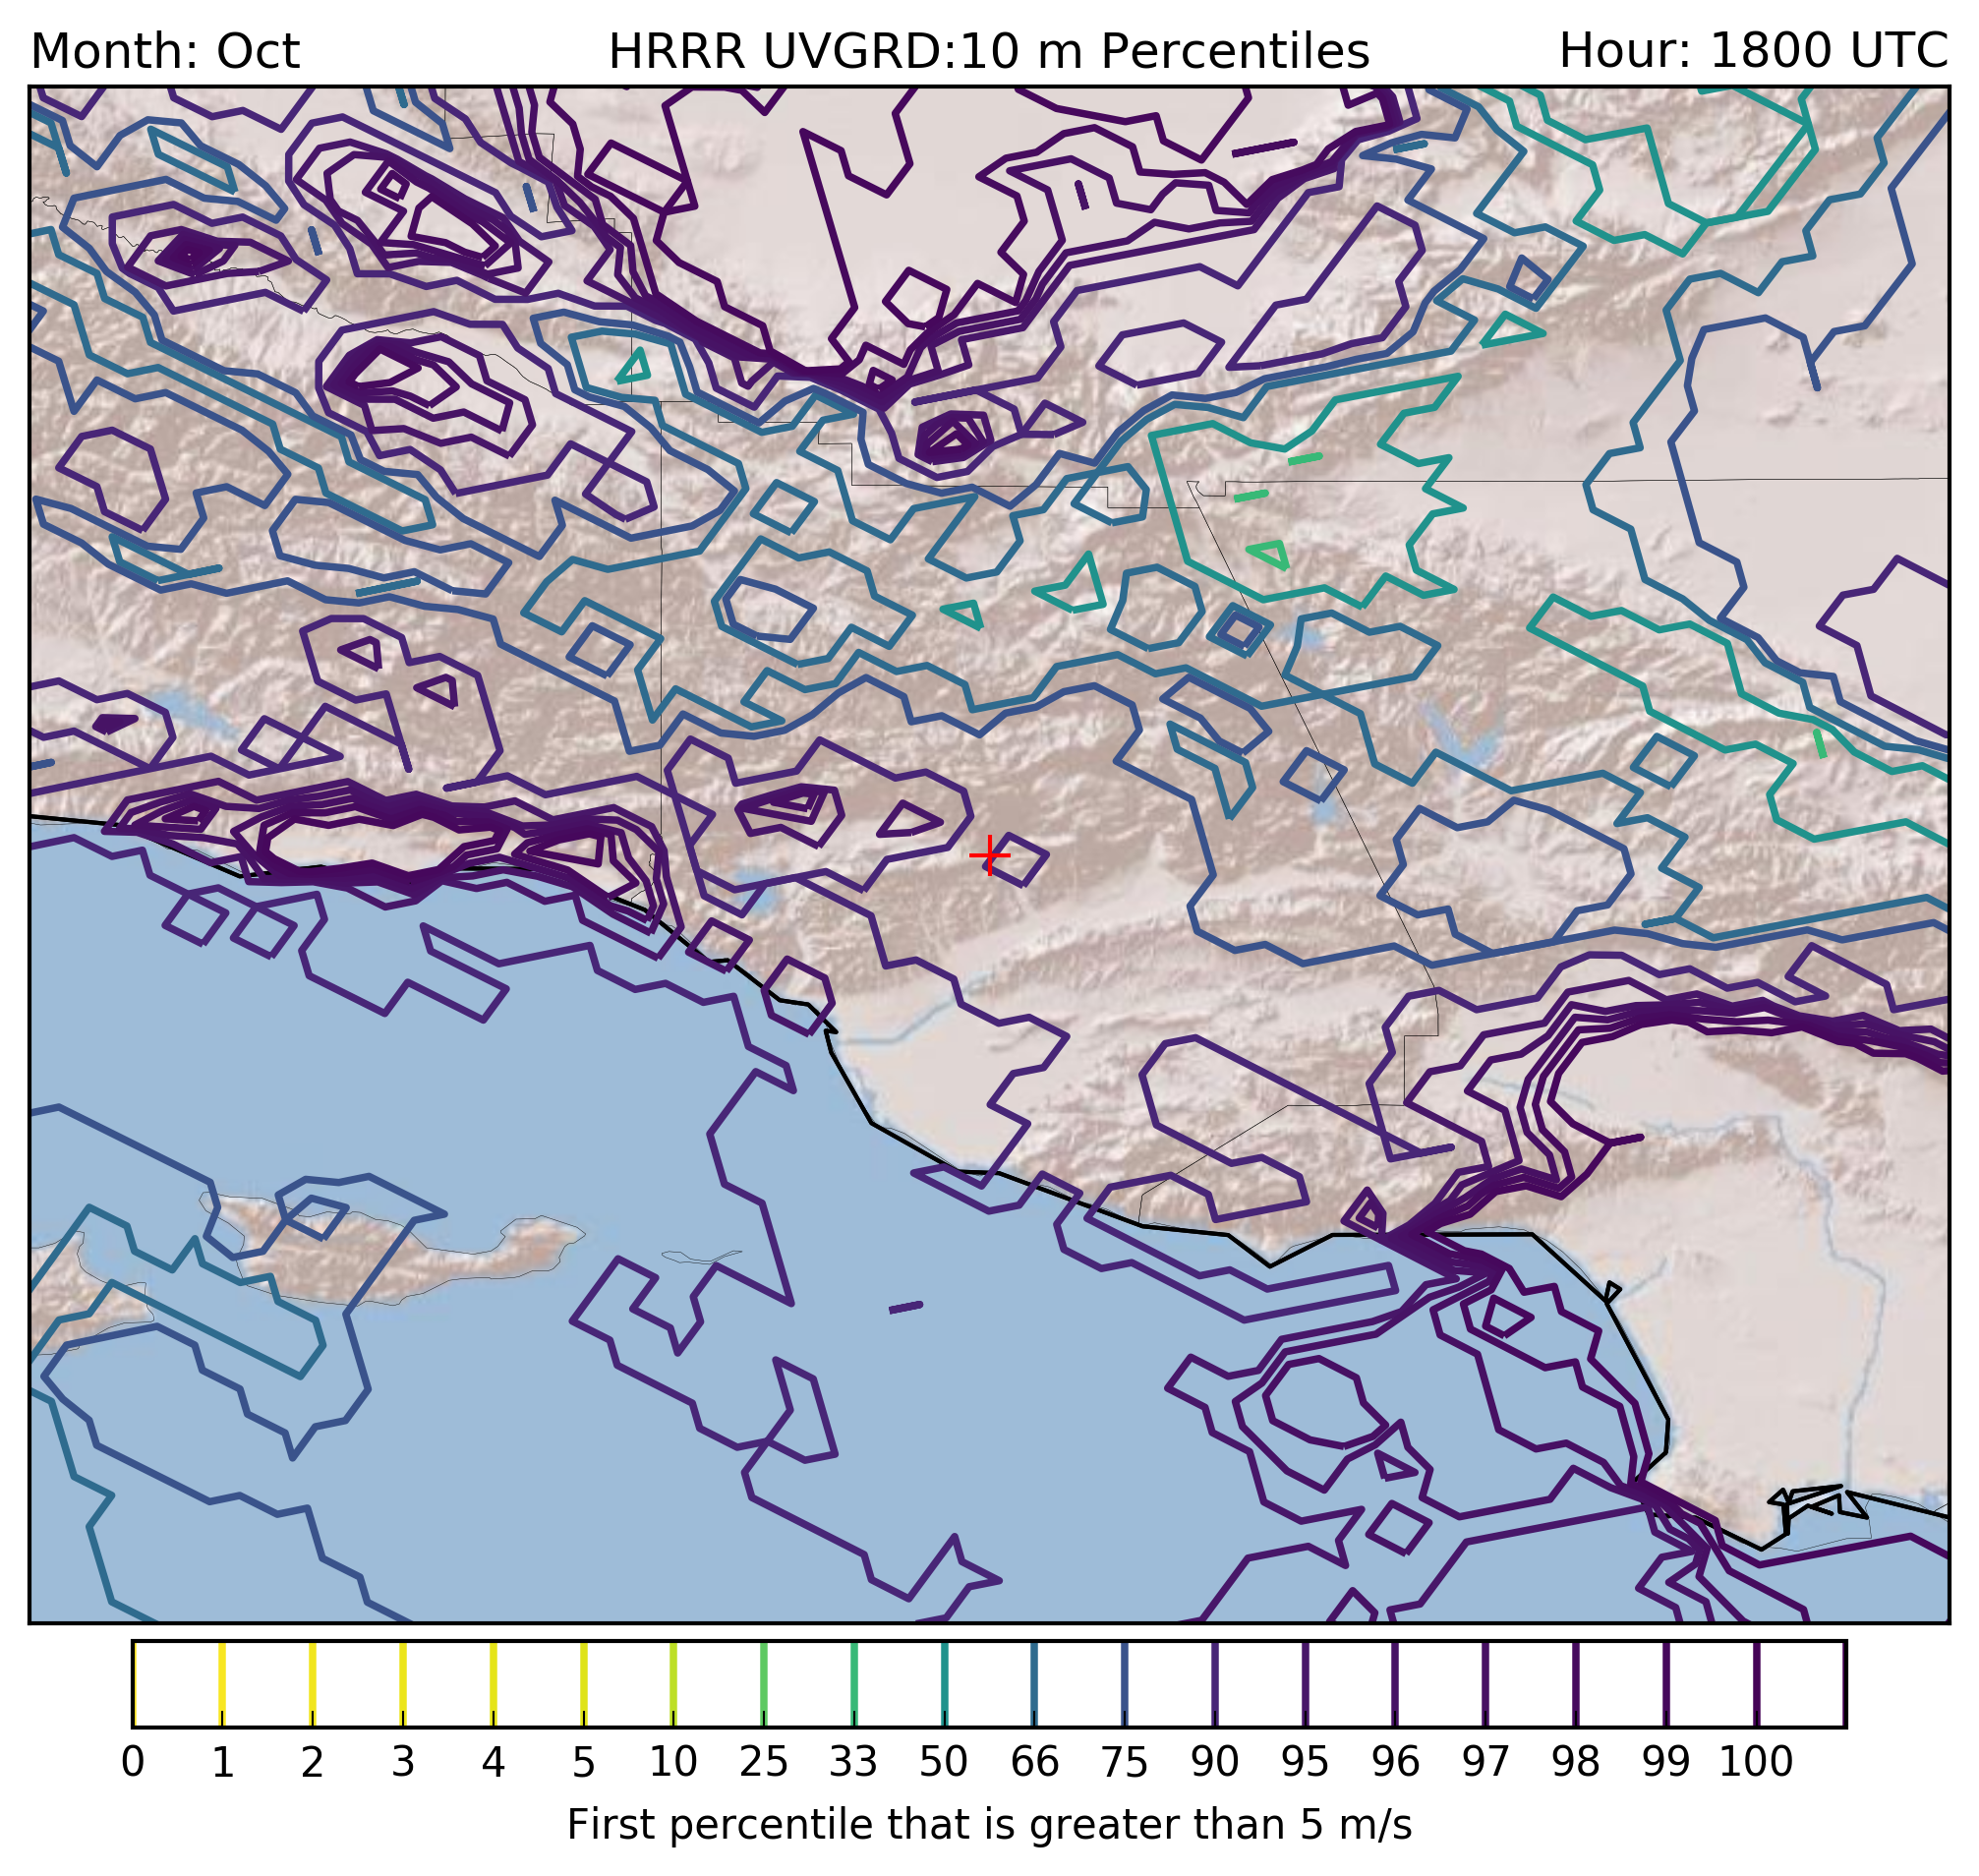 Month: Oct
HRRR UVGRD:10 m Percentiles
Hour: 1800 UTC
0 1 2 3 4 5 10 25 33 50 66 75 90 95 96 97 98 99 100
First percentile that is greater than 5 m/s